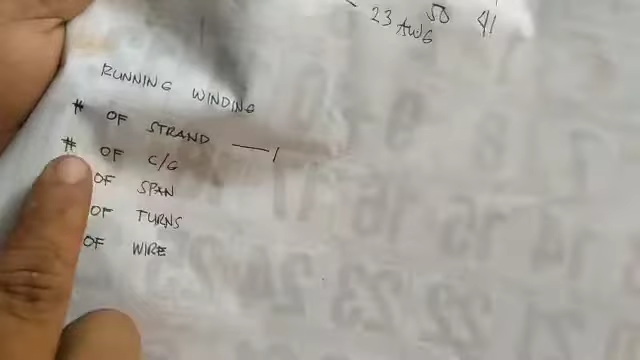 23 AWG 50 41
RUNNING WINDING
# OF STRAND — 1
# OF C/G
OF SPAN
OF TURNS
OF WIRE